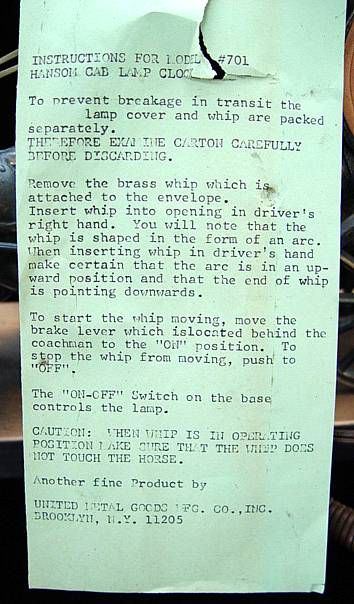 INSTRUCTIONS FOR MODEL #701
HANSOM CAB LAMP CLOCK
To prevent breakage in transit the
lamp cover and whip are packed
separately.
THEREFORE EXAMINE CARTON CAREFULLY
BEFORE DISCARDING.
Remove the brass whip which is
attached to the envelope.
Insert whip into opening in driver's
right hand. You will note that the
whip is shaped in the form of an arc.
When inserting whip in driver's hand
make certain that the arc is in an up-
ward position and that the end of whip
is pointing downwards.
To start the whip moving, move the
brake lever which islocated behind the
coachman to the "ON" position. To
stop the whip from moving, push to
"OFF".
The "ON-OFF" Switch on the base
controls the lamp.
CAUTION: WHEN WHIP IS IN OPERATING
POSITION MAKE SURE THAT THE WHIP DOES
NOT TOUCH THE HORSE.
Another fine Product by
UNITED METAL GOODS MFG. CO.,INC.
BROOKLYN, N.Y. 11205